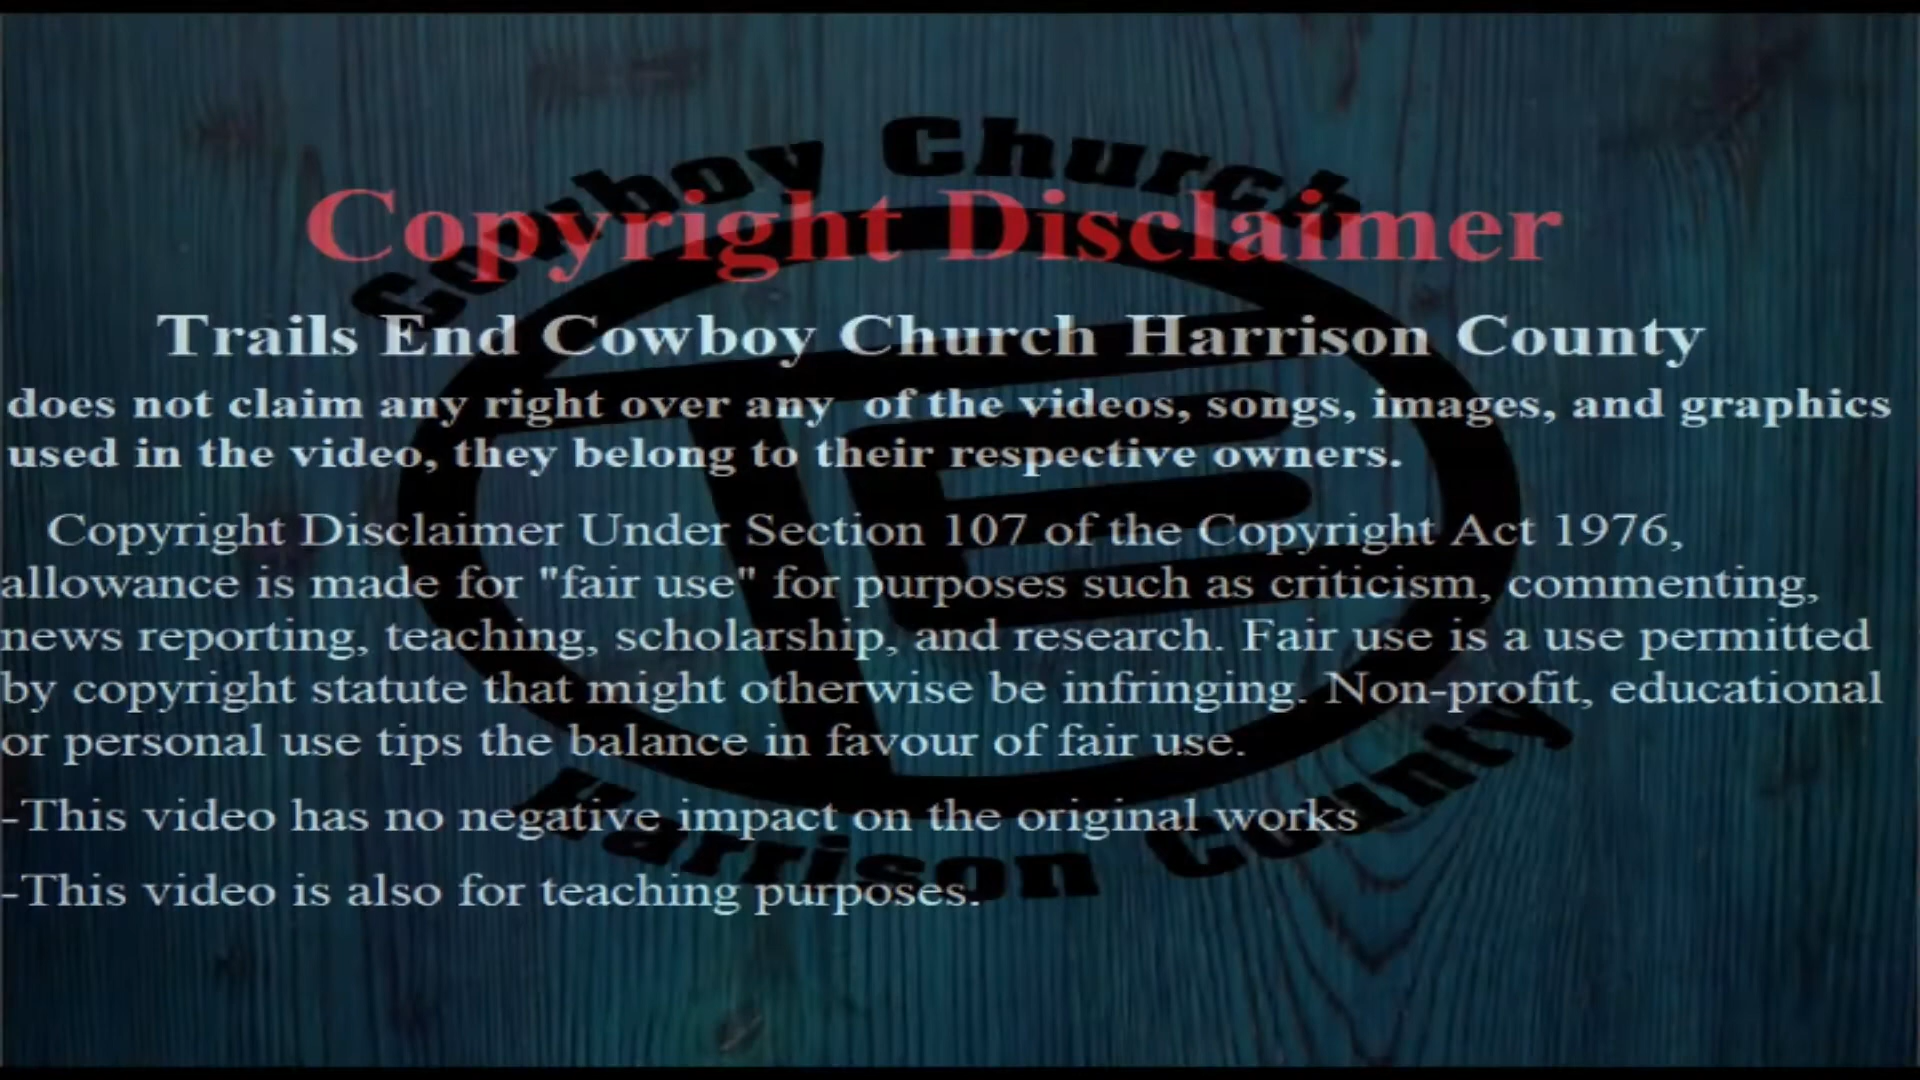 Cowboy Church
Copyright Disclaimer
Trails End Cowboy Church Harrison County
does not claim any right over any of the videos, songs, images, and graphics
used in the video, they belong to their respective owners.
Copyright Disclaimer Under Section 107 of the Copyright Act 1976,
allowance is made for "fair use" for purposes such as criticism, commenting,
news reporting, teaching, scholarship, and research. Fair use is a use permitted
by copyright statute that might otherwise be infringing. Non-profit, educational
or personal use tips the balance in favour of fair use.
-This video has no negative impact on the original works
-This video is also for teaching purposes.
TE
Harrison County